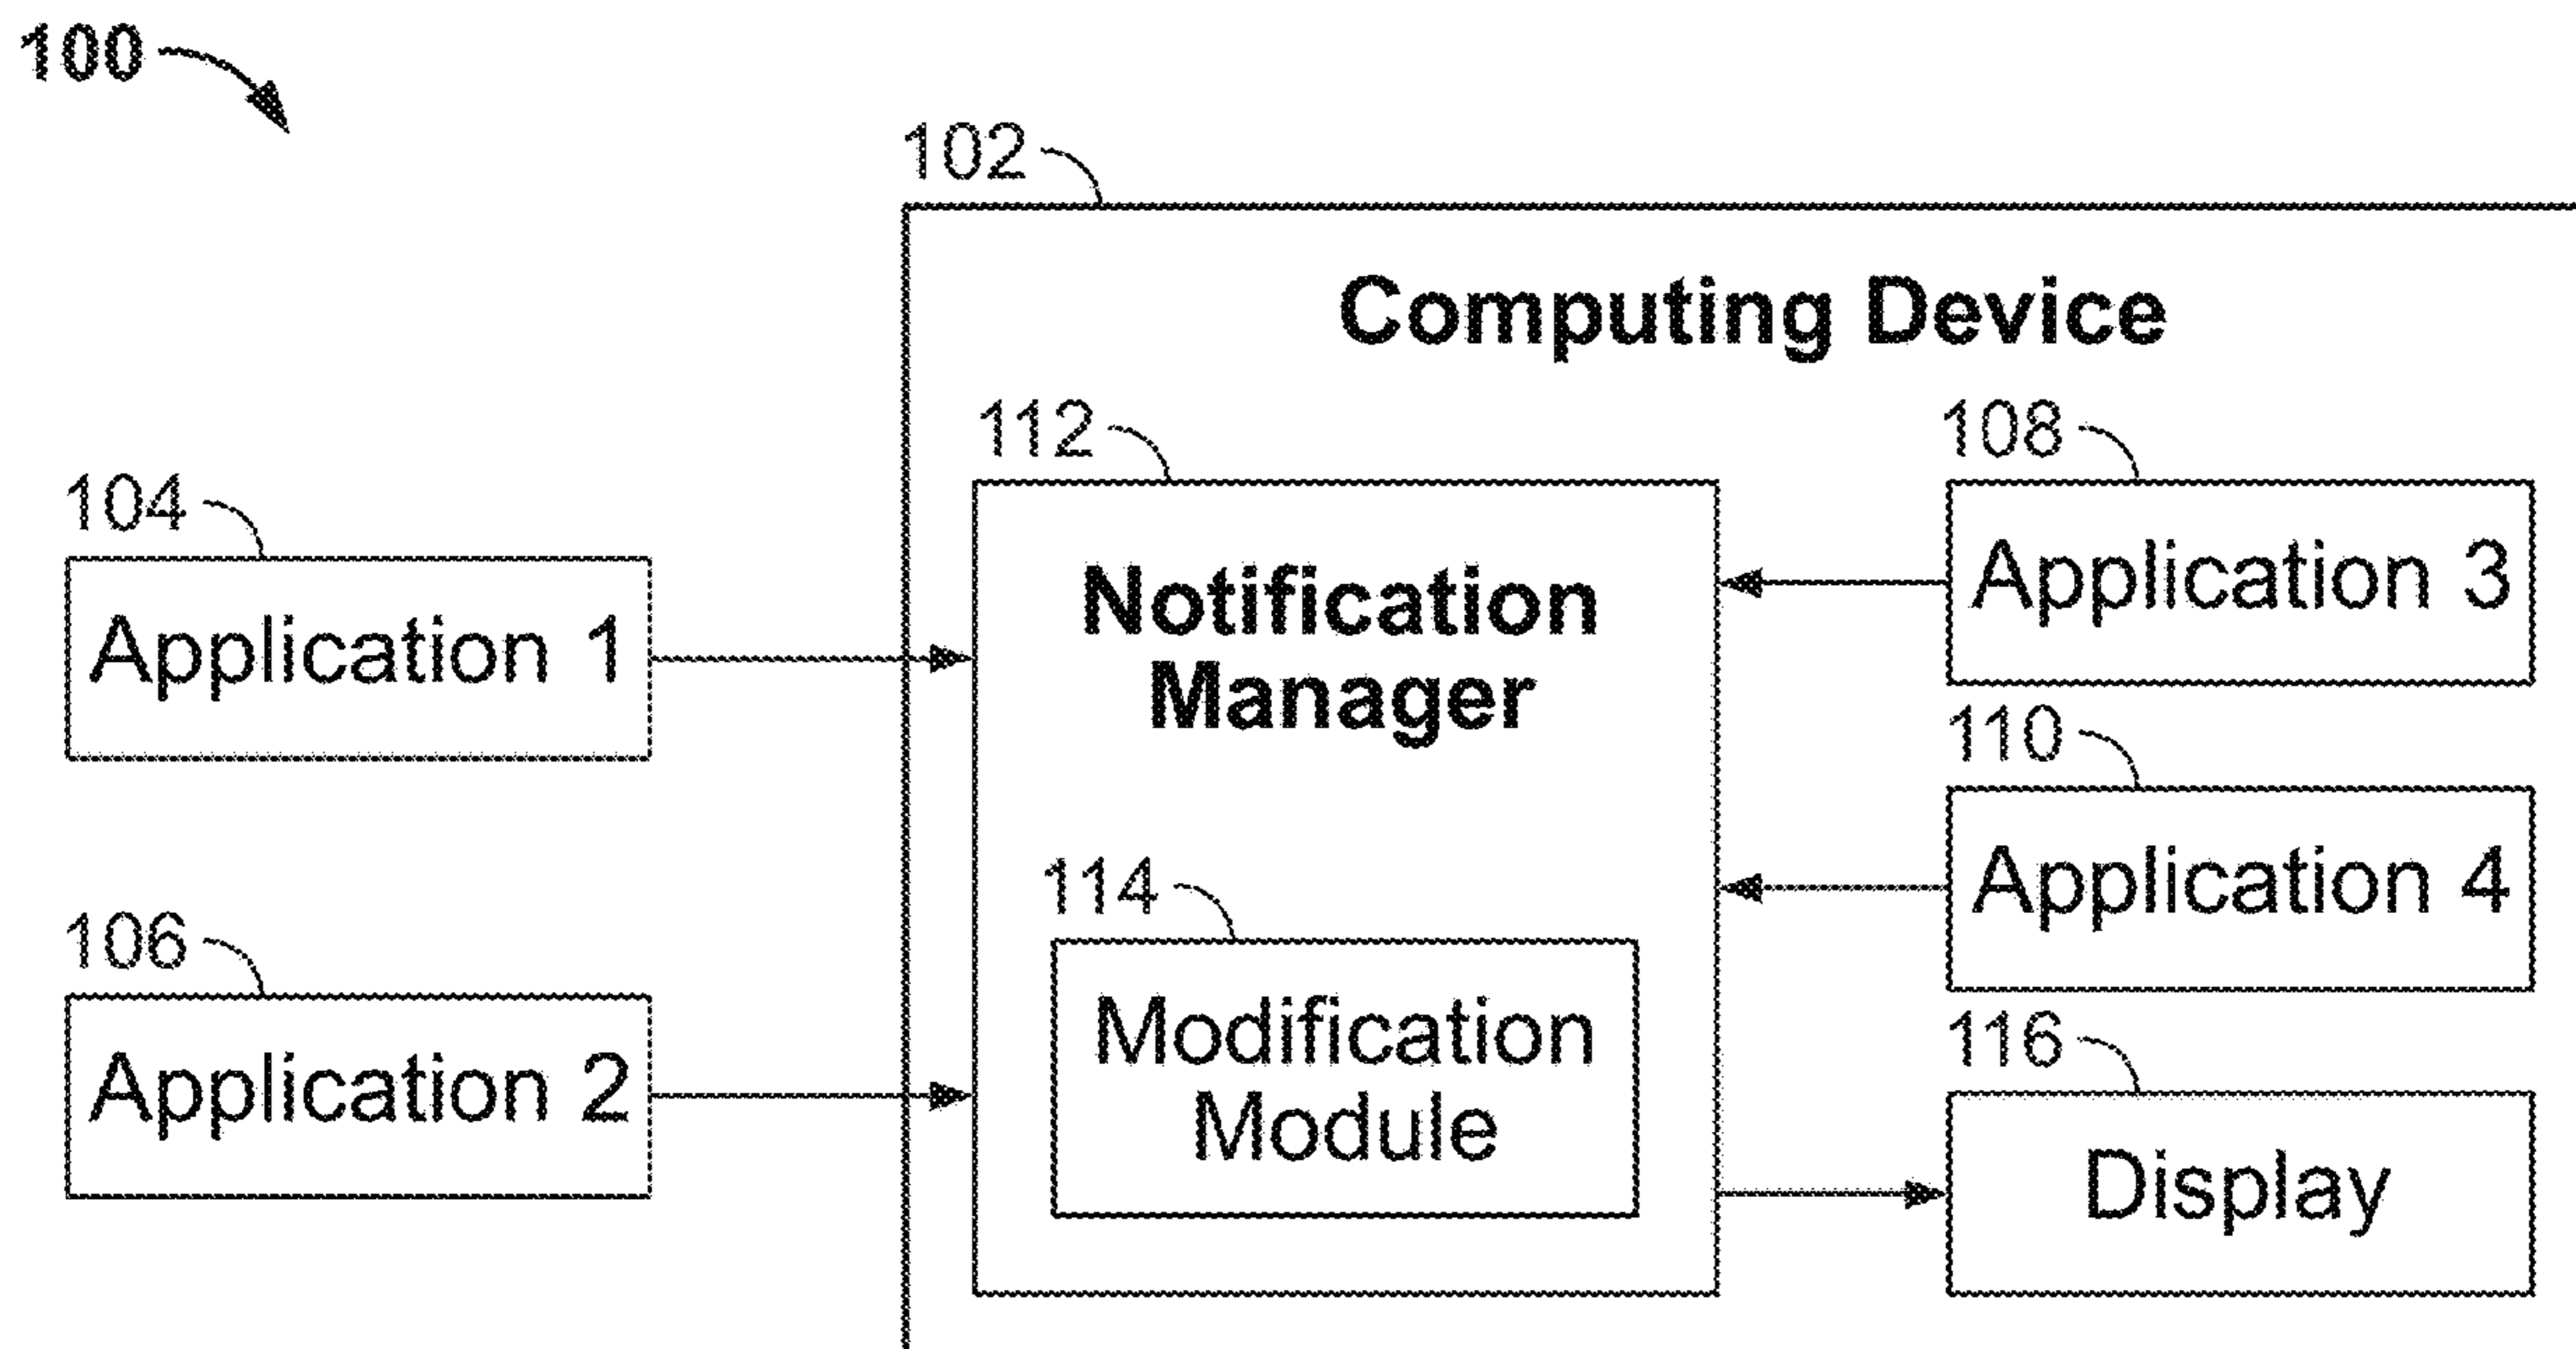 100
102
Computing Device
112
108
104
Application 3
Notification
Manager
Application 1
110
114
Application 4
106
Modification
Module
116
Application 2
Display